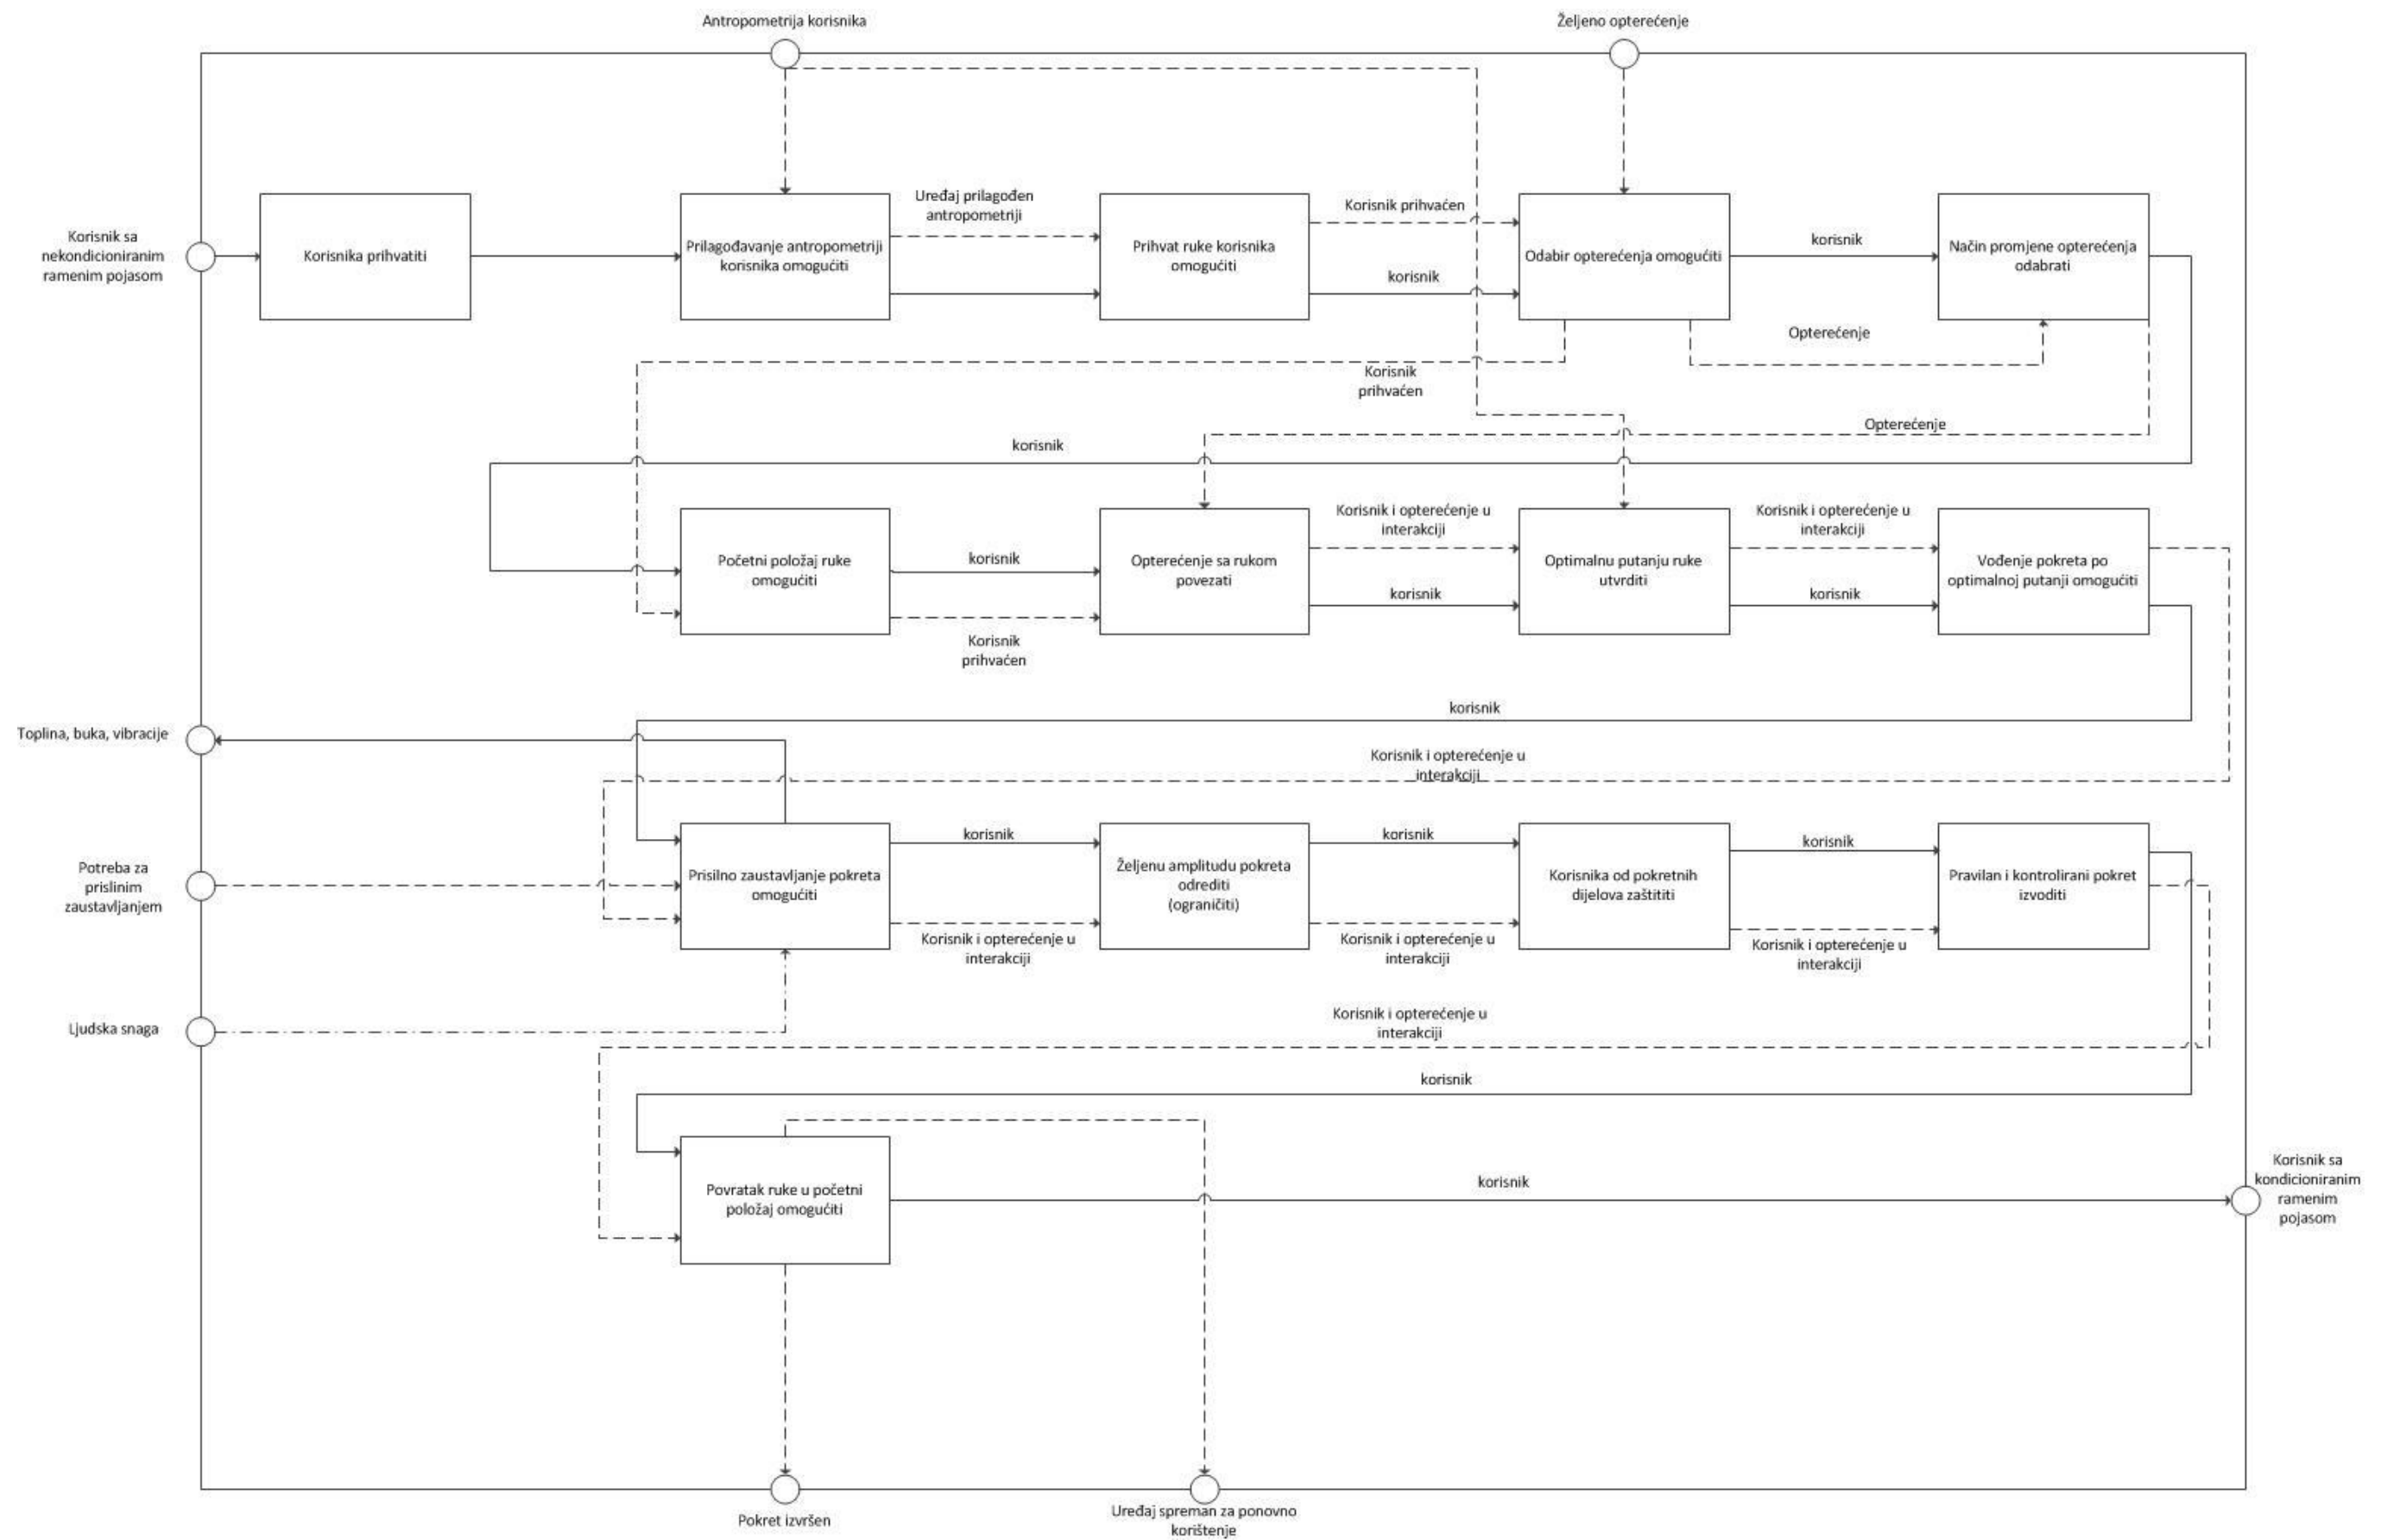 Antropometrija korisnika
Željeno opterećenje
Korisnik sa
nekondicioniranim
ramenim pojasom
Korisnika prihvatiti
Prilagođavanje antropometriji
korisnika omogućiti
Uređaj prilagođen
antropometriji
Prihvat ruke korisnika
omogućiti
Korisnik prihvaćen
korisnik
Odabir opterećenja omogućiti
korisnik
Način promjene opterećenja
odabrati
Opterećenje
Korisnik
prihvaćen
Opterećenje
korisnik
Početni položaj ruke
omogućiti
korisnik
Korisnik
prihvaćen
Opterećenje sa rukom
povezati
Korisnik i opterećenje u
interakciji
korisnik
Optimalnu putanju ruke
utvrditi
Korisnik i opterećenje u
interakciji
korisnik
Vođenje pokreta po
optimalnoj putanji omogućiti
korisnik
Toplina, buka, vibracije
Korisnik i opterećenje u
interakciji
Potreba za
prislinim
zaustavljanjem
Prisilno zaustavljanje pokreta
omogućiti
korisnik
Korisnik i opterećenje u
interakciji
Željenu amplitudu pokreta
odrediti
(ograničiti)
korisnik
Korisnik i opterećenje u
interakciji
Korisnika od pokretnih
dijelova zaštititi
korisnik
Korisnik i opterećenje u
interakciji
Pravilan i kontrolirani pokret
izvoditi
Ljudska snaga
Korisnik i opterećenje u
interakciji
korisnik
Povratak ruke u početni
položaj omogućiti
korisnik
Korisnik sa
kondicioniranim
ramenim
pojasom
Pokret izvršen
Uređaj spreman za ponovno
korištenje